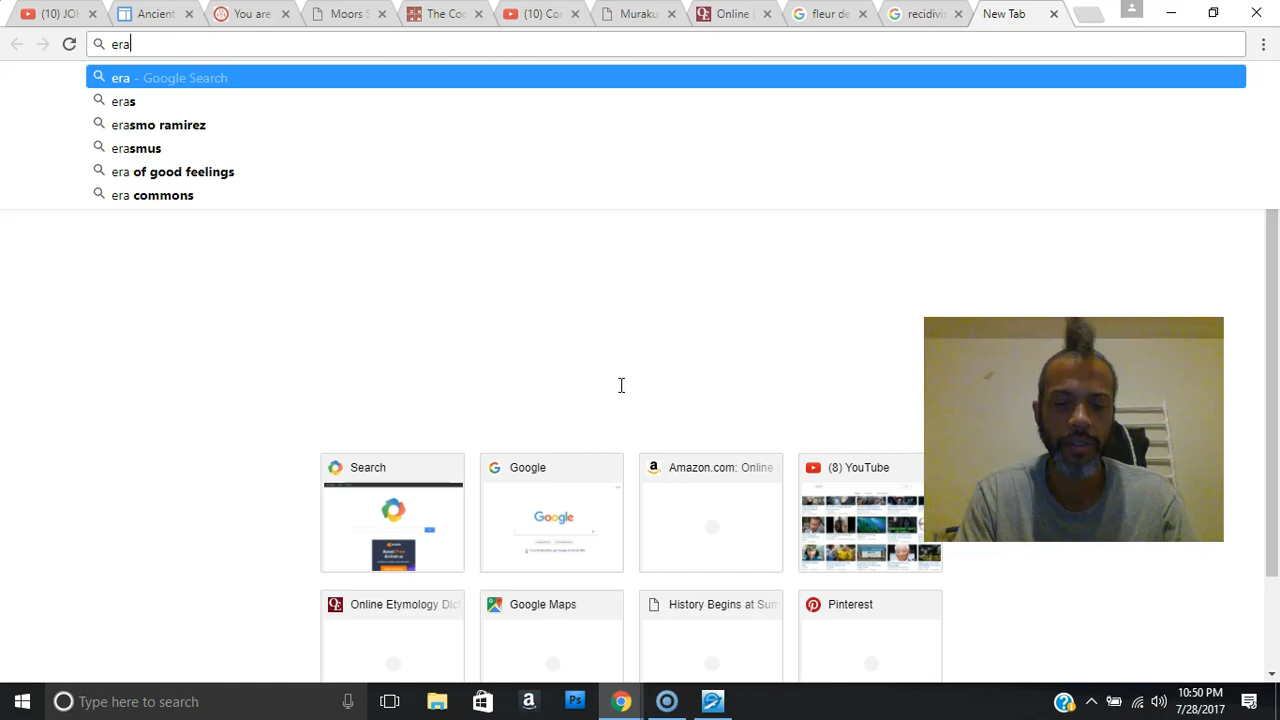 (10) JO
Ancient
You are
Moors S
The Co
(10) Co
Muraku
Online
fleur de
recidivis
New Tab
era
era - Google Search
eras
erasmo ramirez
erasmus
era of good feelings
era commons
Search
Google
Amazon.com: Online
(8) YouTube
Google
Online Etymology Dic
Google Maps
History Begins at Sum
Pinterest
Type here to search
10:50 PM
7/28/2017